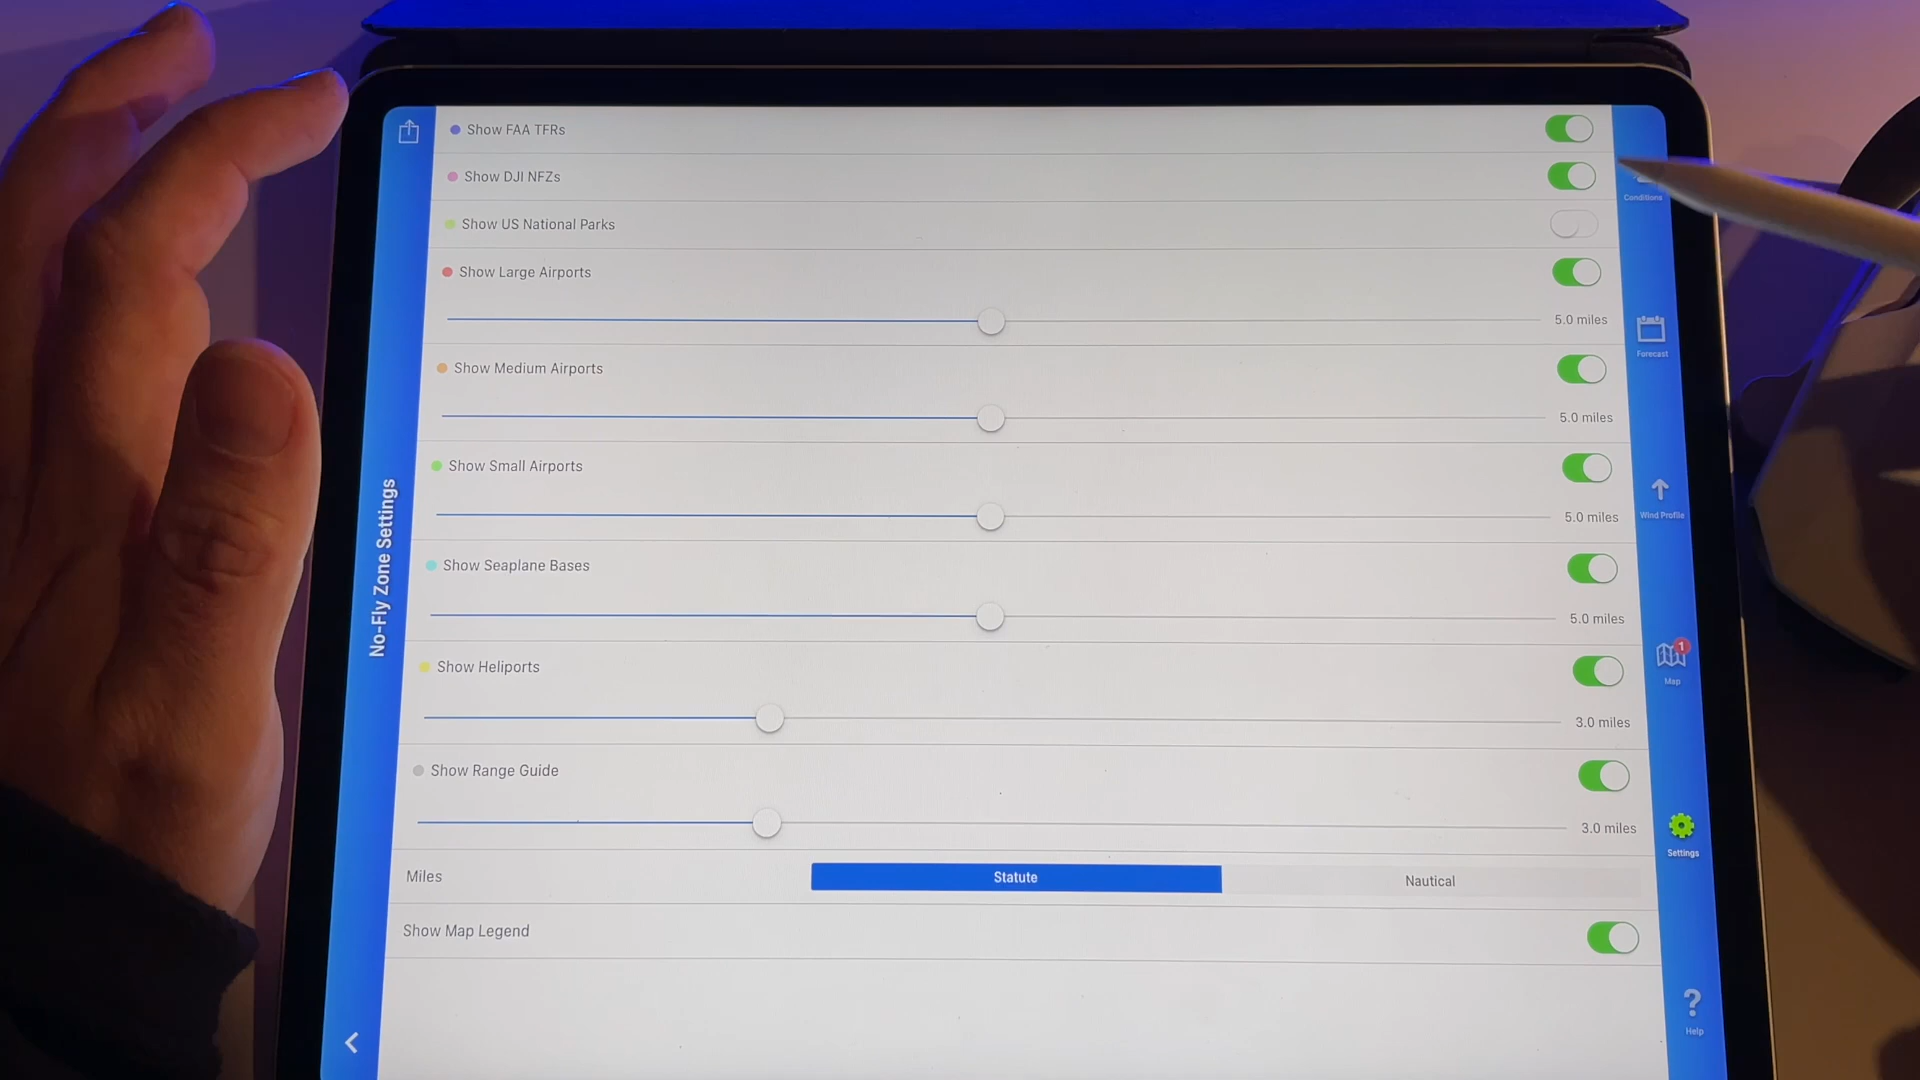 Show FAA TFRs
Show DJI NFZs
Show US National Parks
Show Large Airports
5.0 miles
Show Medium Airports
5.0 miles
Show Small Airports
5.0 miles
Show Seaplane Bases
5.0 miles
Show Heliports
3.0 miles
Show Range Guide
3.0 miles
Miles
Statute
Nautical
Show Map Legend
No-Fly Zone Settings
Conditions
Forecast
Wind Profile
1
Map
Settings
?
Help